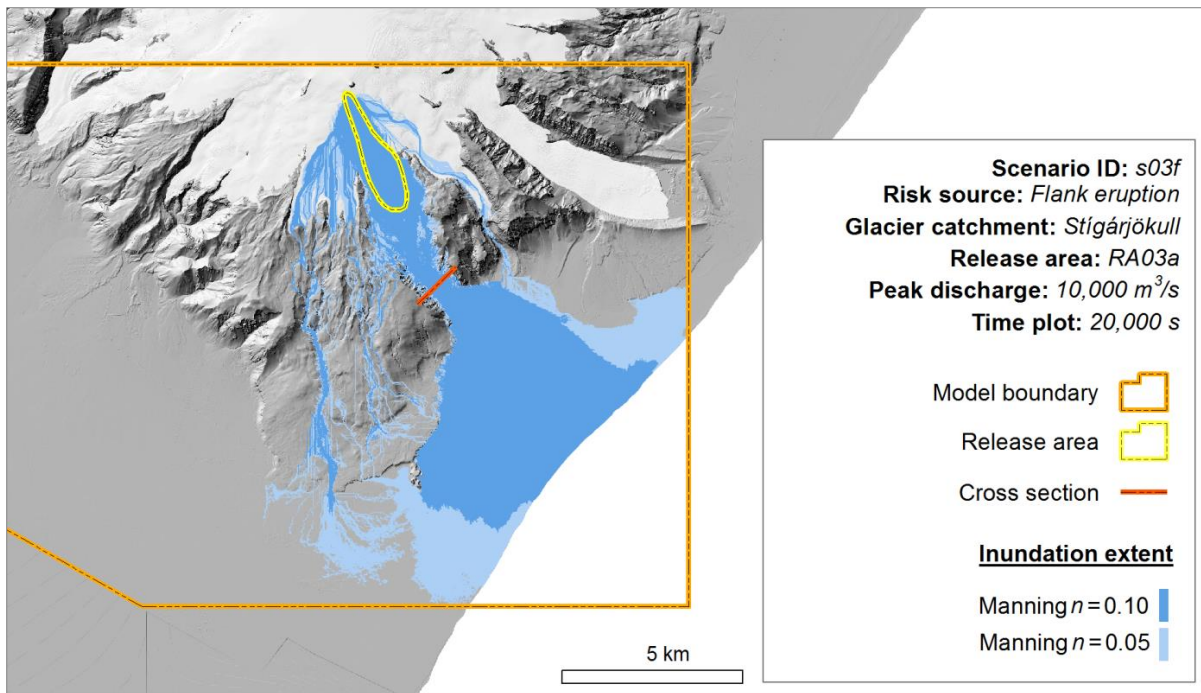 Scenario ID: s03f
Risk source: Flank eruption
Glacier catchment: Stígárjökull
Release area: RA03a
Peak discharge: 10,000 m³/s
Time plot: 20,000 s
Model boundary
Release area
Cross section
Inundation extent
Manning n = 0.10
Manning n = 0.05
5 km